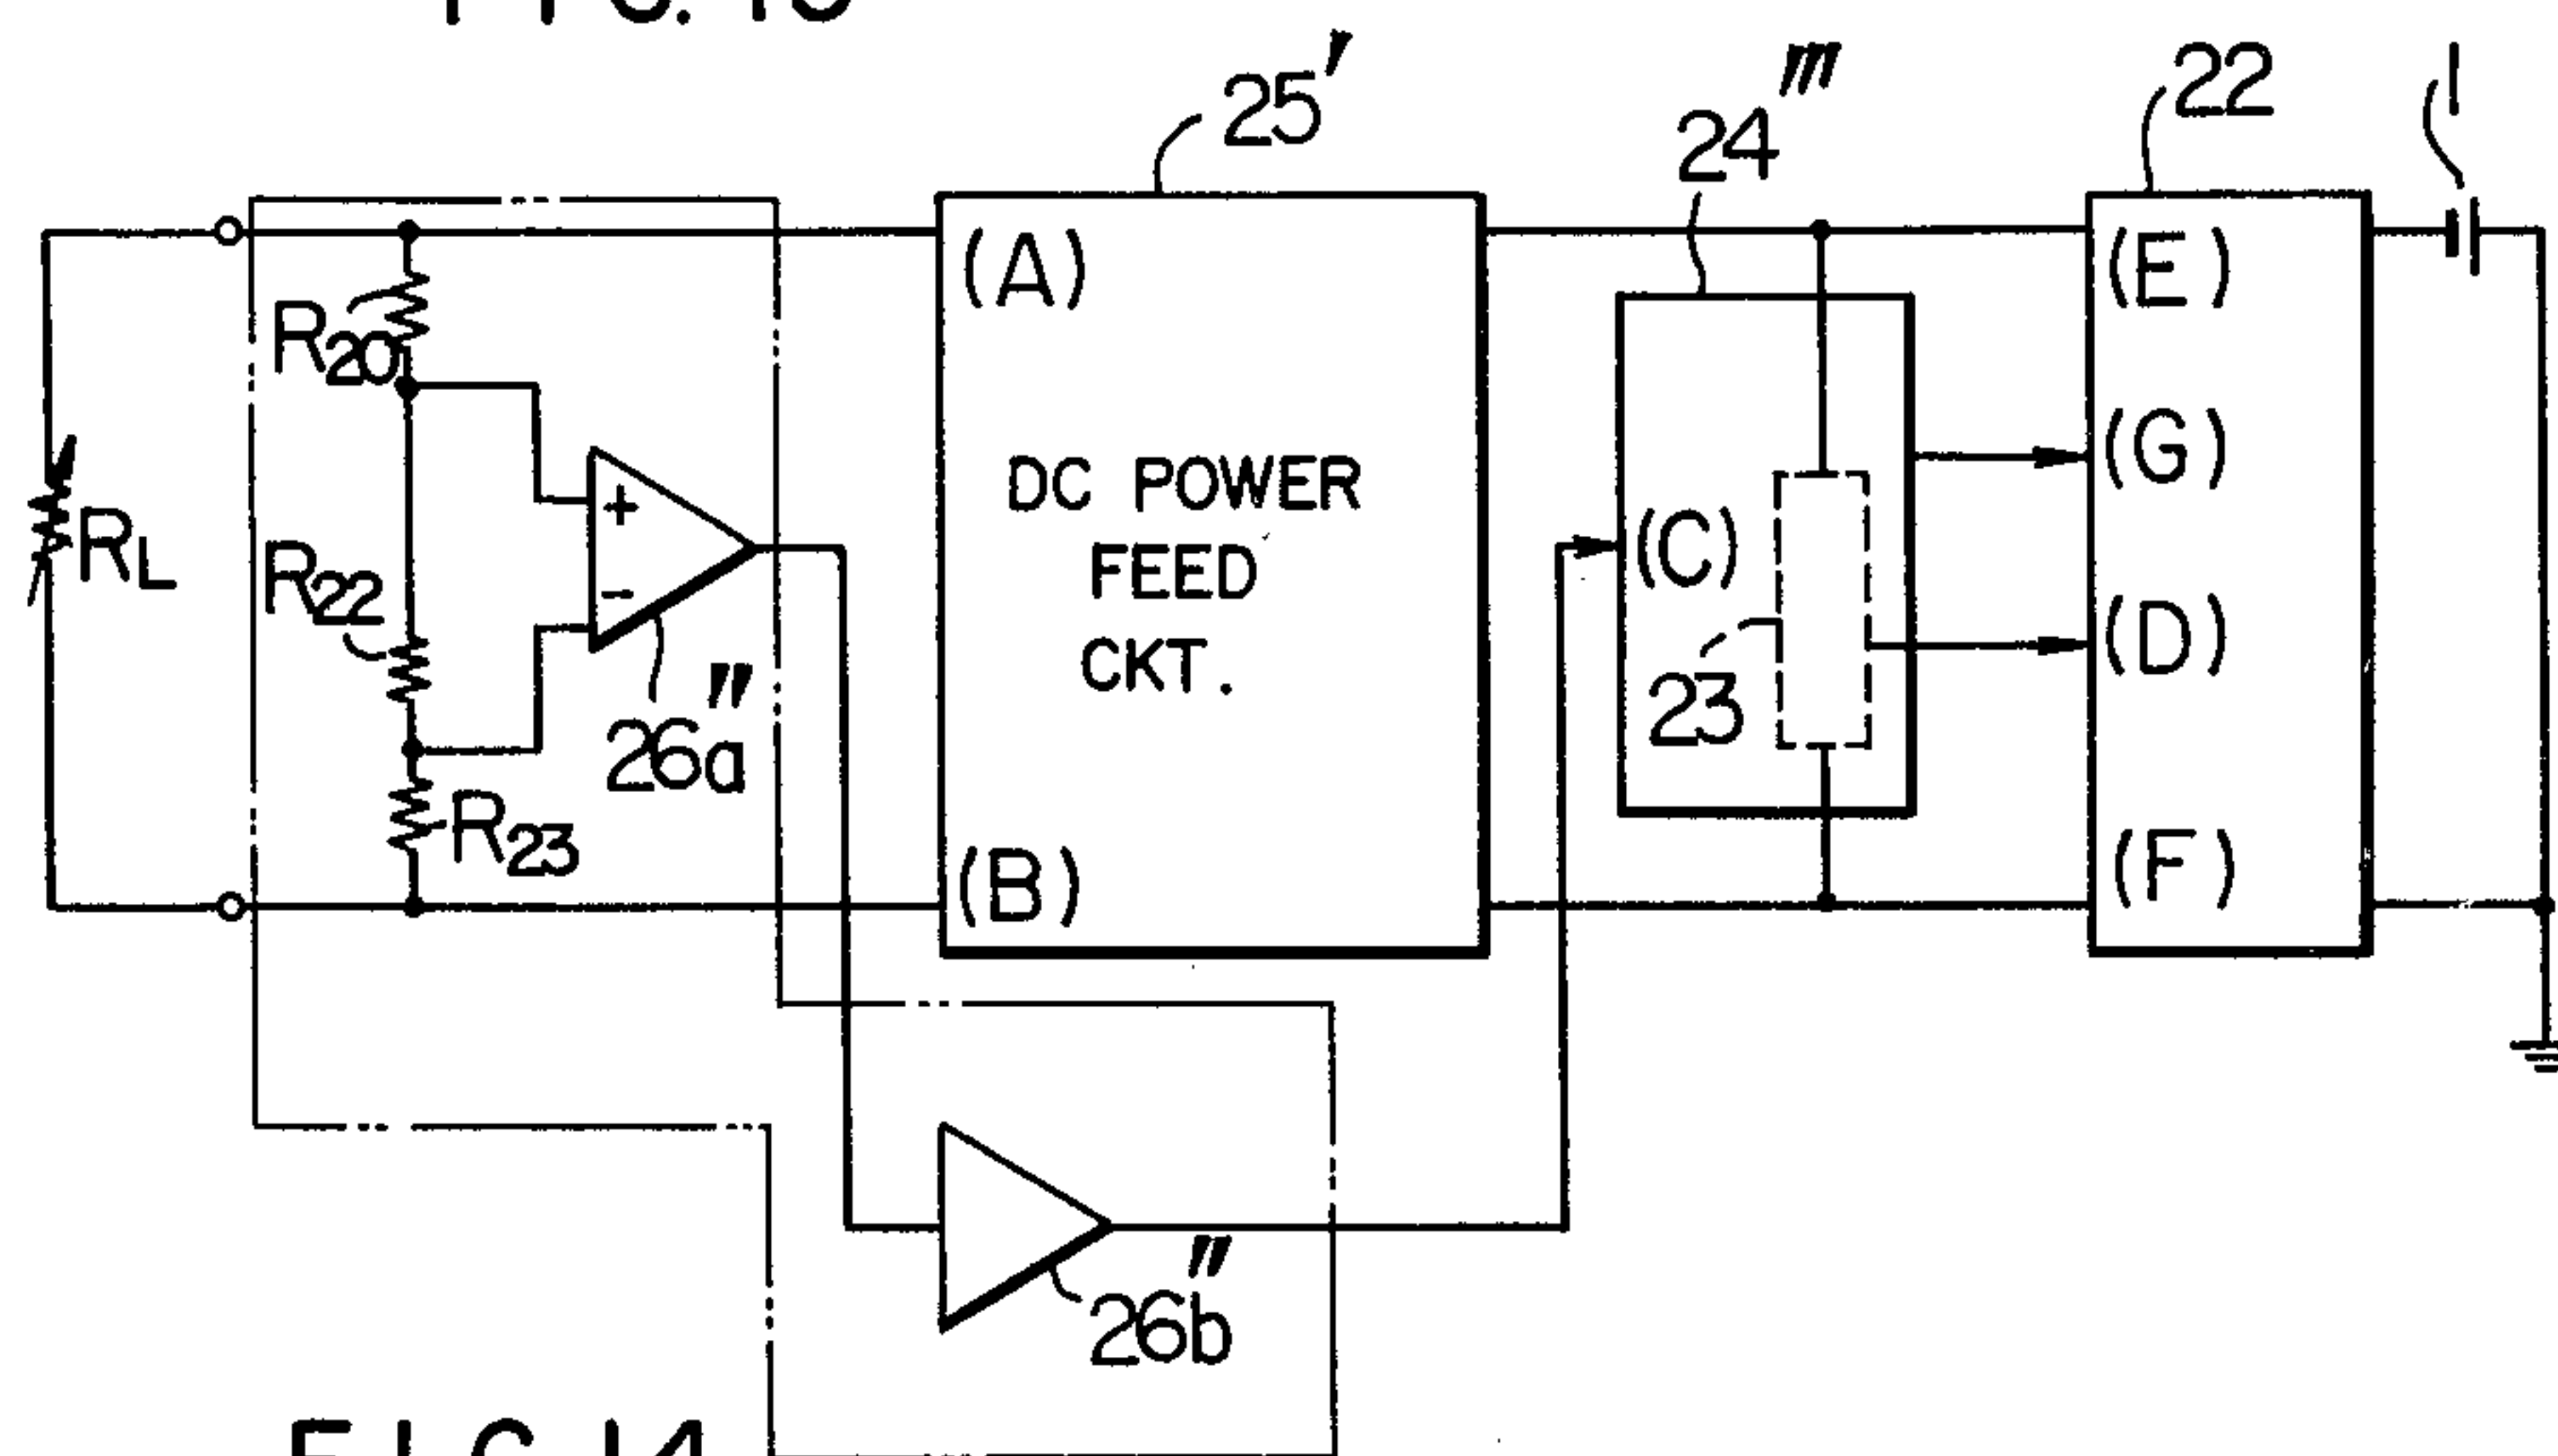 25'
24'''
22
1
(A)
(E)
R20
(G)
DC POWER
FEED
CKT.
+
(C)
RL
R22
-
(D)
23
26a''
R23
(B)
(F)
26b''